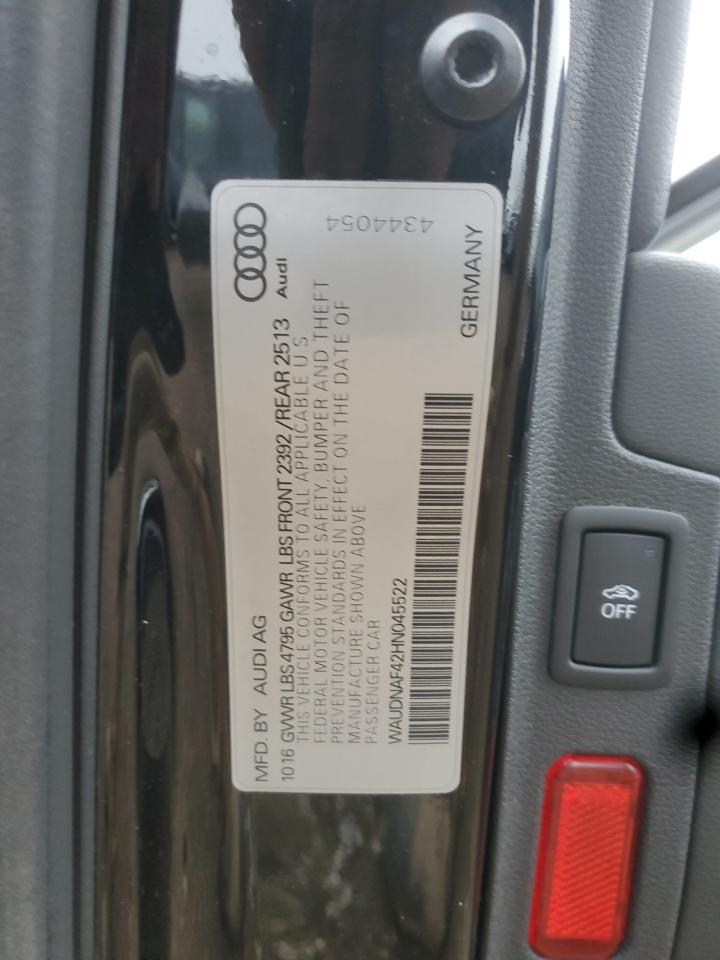 MFD. BY AUDI AG
Audi
1016 GVWR LBS 4795 GAWR LBS FRONT 2392 /REAR 2513
THIS VEHICLE CONFORMS TO ALL APPLICABLE U S
FEDERAL MOTOR VEHICLE SAFETY, BUMPER AND THEFT
PREVENTION STANDARDS IN EFFECT ON THE DATE OF
MANUFACTURE SHOWN ABOVE
PASSENGER CAR
WAUDNAF42HN045522
GERMANY
4344054
OFF